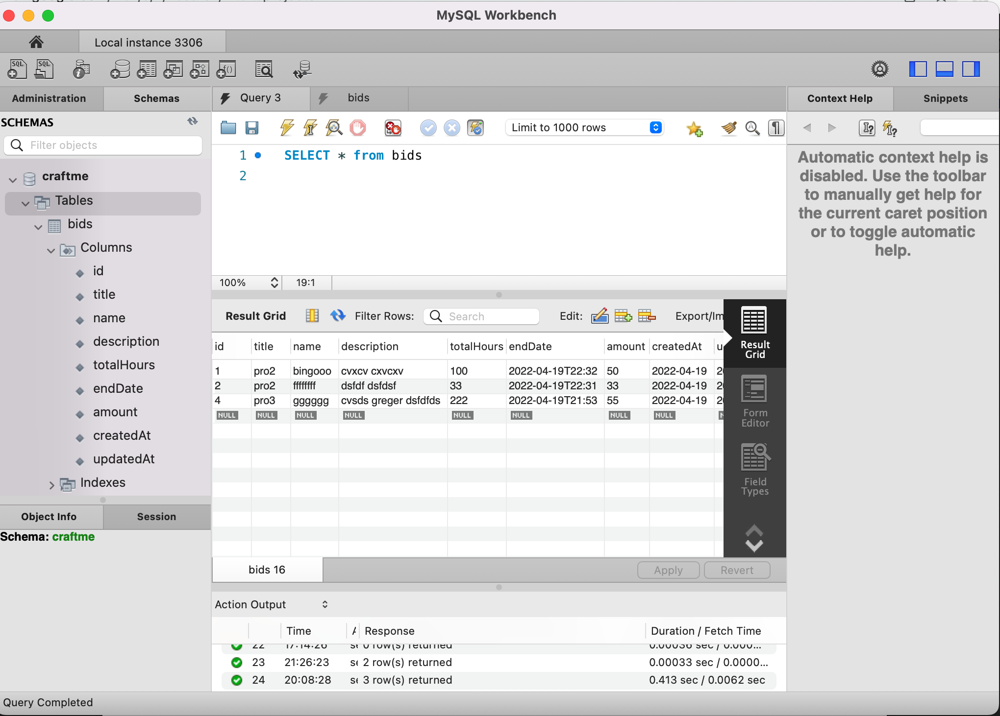 MySQL Workbench
Local instance 3306
Administration
Schemas
SCHEMAS
Filter objects
craftme
Tables
bids
Columns
id
title
name
description
totalHours
endDate
amount
createdAt
updatedAt
Indexes
Object Info
Session
Schema: craftme
Query 3
bids
Limit to 1000 rows
1 SELECT * from bids
2
100% 19:1
Result Grid Filter Rows: Search Edit: Export/Im
id title name description totalHours endDate amount createdAt u
1 pro2 bingooo cvxcv cxvcxv 100 2022-04-19T22:32 50 2022-04-19 2
2 pro2 ffffffff dsfdf dsfdsf 33 2022-04-19T22:31 33 2022-04-19 2
4 pro3 gggggg cvsds greger dsfdfds 222 2022-04-19T21:53 55 2022-04-19 2
NULL NULL NULL NULL NULL NULL NULL NULL
Result
Grid
Form
Editor
Field
Types
bids 16
Apply
Revert
Action Output
Time Response Duration / Fetch Time
22 17:14:26 0 row(s) returned 0.00036 sec / 0.000...
23 21:26:23 se 2 row(s) returned 0.00033 sec / 0.0000...
24 20:08:28 se 3 row(s) returned 0.413 sec / 0.0062 sec
Context Help
Snippets
Automatic context help is
disabled. Use the toolbar
to manually get help for
the current caret position
or to toggle automatic
help.
Query Completed